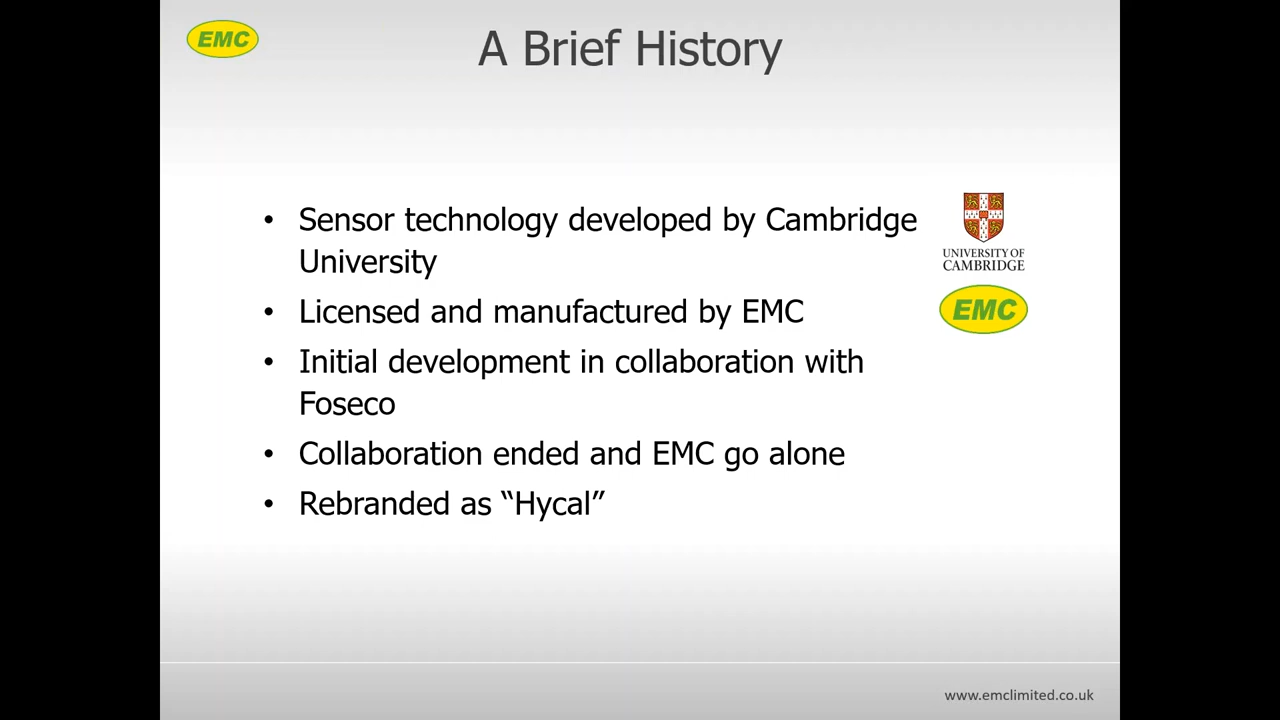 EMC
A Brief History
• Sensor technology developed by Cambridge
University
UNIVERSITY OF
CAMBRIDGE
• Licensed and manufactured by EMC
EMC
• Initial development in collaboration with
Foseco
• Collaboration ended and EMC go alone
• Rebranded as “Hycal”
www.emclimited.co.uk